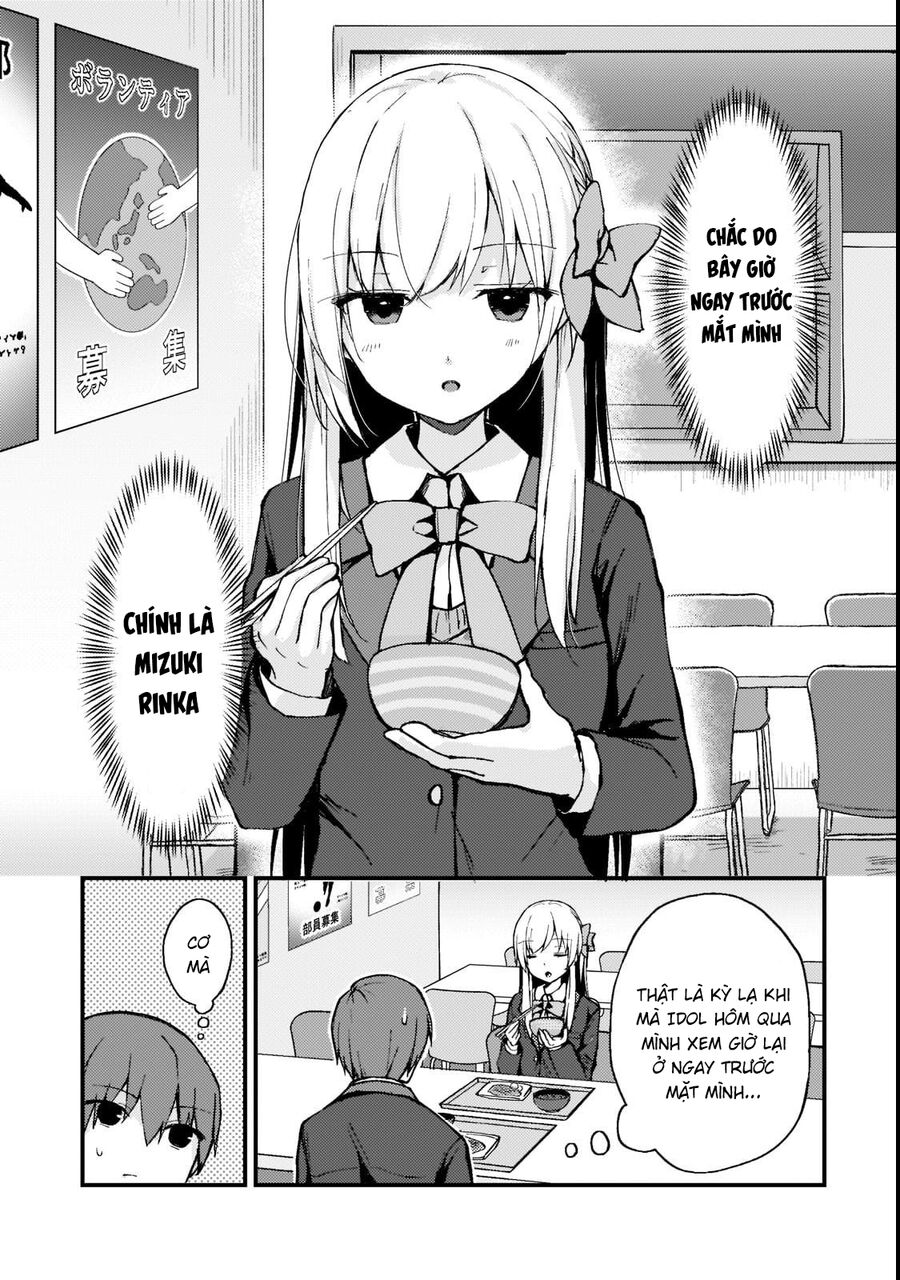 CHẮC DO
BÂY GIỜ
NGAY TRƯỚC
MẮT MÌNH
ボランティア
募集
CHÍNH LÀ
MIZUKI
RINKA
CƠ
MÀ
部員募集
THẬT LÀ KỲ LẠ KHI
MÀ IDOL HÔM QUA
MÌNH XEM GIỜ LẠI
Ở NGAY TRƯỚC
MẶT MÌNH...